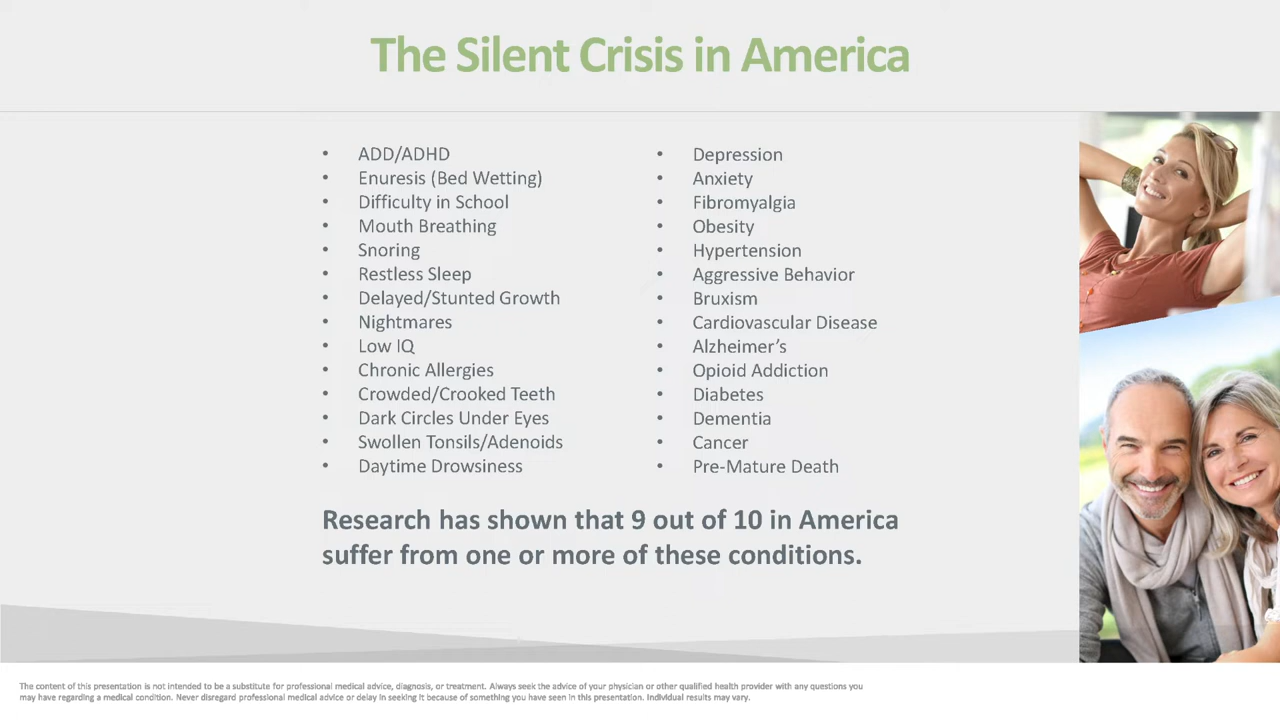 The Silent Crisis in America
• ADD/ADHD
• Enuresis (Bed Wetting)
• Difficulty in School
• Mouth Breathing
• Snoring
• Restless Sleep
• Delayed/Stunted Growth
• Nightmares
• Low IQ
• Chronic Allergies
• Crowded/Crooked Teeth
• Dark Circles Under Eyes
• Swollen Tonsils/Adenoids
• Daytime Drowsiness
• Depression
• Anxiety
• Fibromyalgia
• Obesity
• Hypertension
• Aggressive Behavior
• Bruxism
• Cardiovascular Disease
• Alzheimer’s
• Opioid Addiction
• Diabetes
• Dementia
• Cancer
• Pre-Mature Death
Research has shown that 9 out of 10 in America
suffer from one or more of these conditions.
The content of this presentation is not intended to be a substitute for professional medical advice, diagnosis, or treatment. Always seek the advice of your physician or other qualified health provider with any questions you
may have regarding a medical condition. Never disregard professional medical advice or delay in seeking it because of something you have seen in this presentation. Individual results may vary.